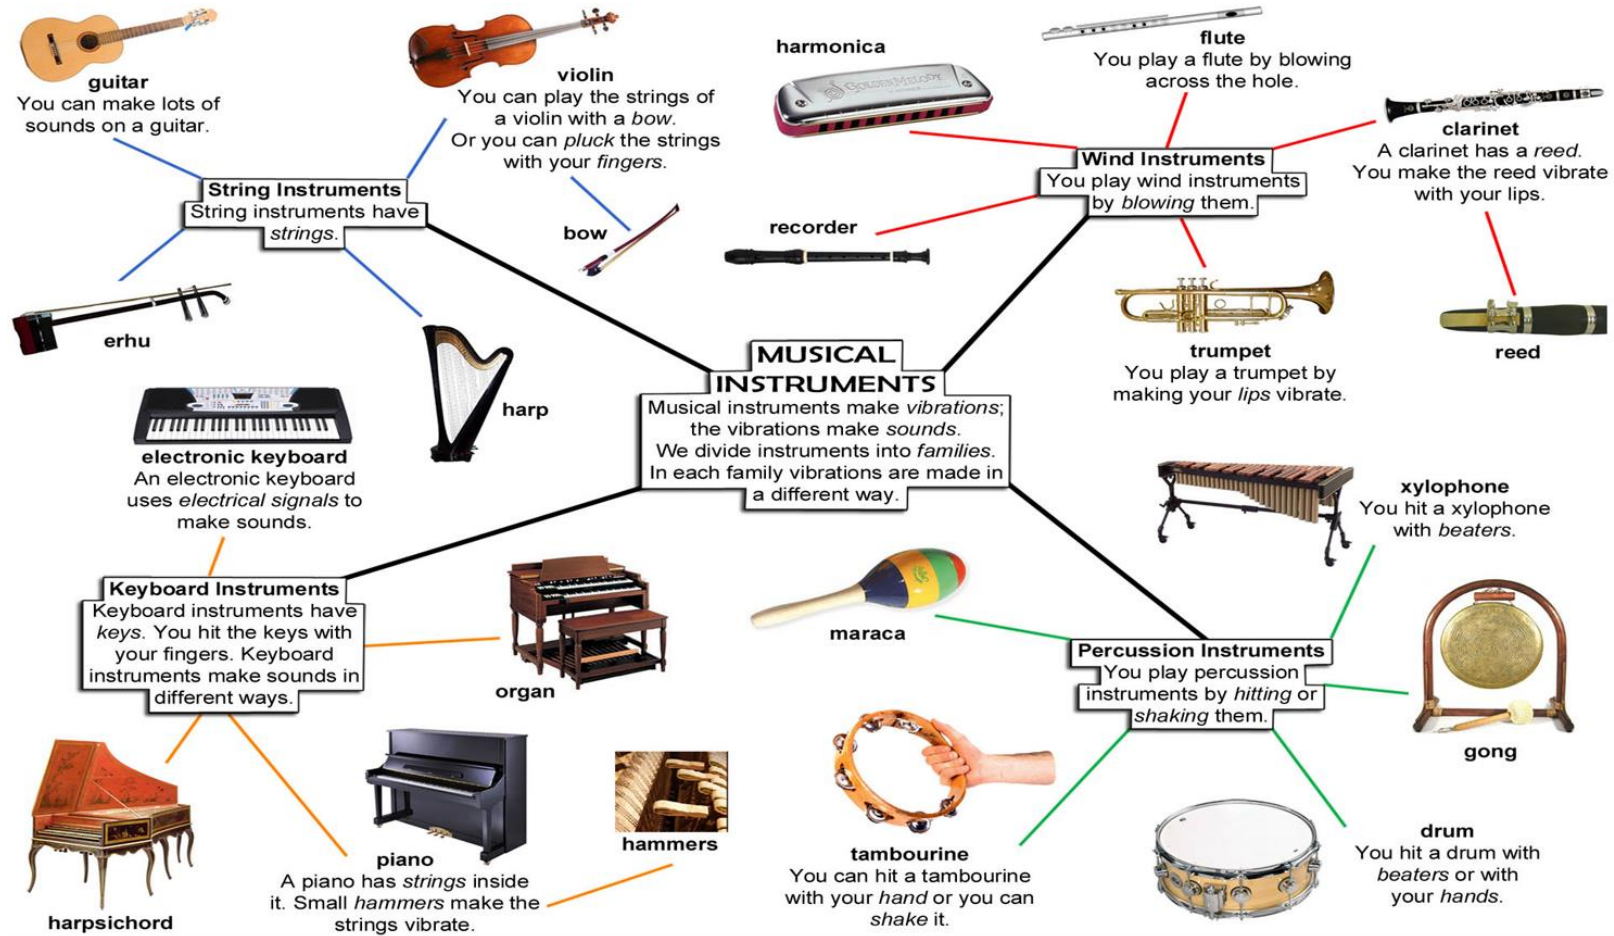 guitar
You can make lots of
sounds on a guitar.
violin
You can play the strings of
a violin with a bow.
Or you can pluck the strings
with your fingers.
bow
String Instruments
String instruments have
strings.
erhu
harp
harmonica
GOLDEN MELODY
flute
You play a flute by blowing
across the hole.
clarinet
A clarinet has a reed.
You make the reed vibrate
with your lips.
reed
Wind Instruments
You play wind instruments
by blowing them.
recorder
trumpet
You play a trumpet by
making your lips vibrate.
MUSICAL
INSTRUMENTS
Musical instruments make vibrations;
the vibrations make sounds.
We divide instruments into families.
In each family vibrations are made in
a different way.
electronic keyboard
An electronic keyboard
uses electrical signals to
make sounds.
Keyboard Instruments
Keyboard instruments have
keys. You hit the keys with
your fingers. Keyboard
instruments make sounds in
different ways.
organ
harpsichord
piano
A piano has strings inside
it. Small hammers make the
strings vibrate.
hammers
xylophone
You hit a xylophone
with beaters.
maraca
Percussion Instruments
You play percussion
instruments by hitting or
shaking them.
gong
tambourine
You can hit a tambourine
with your hand or you can
shake it.
drum
You hit a drum with
beaters or with
your hands.